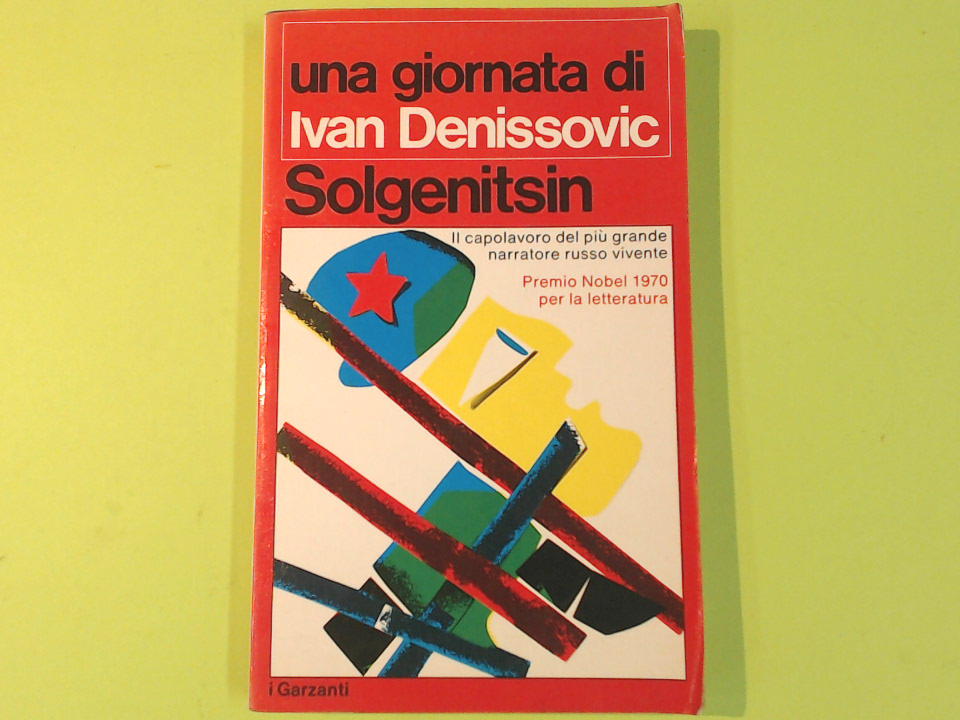 una giornata di
Ivan Denissovic
Solgenitsin
Il capolavoro del più grande
narratore russo vivente
Premio Nobel 1970
per la letteratura
i Garzanti